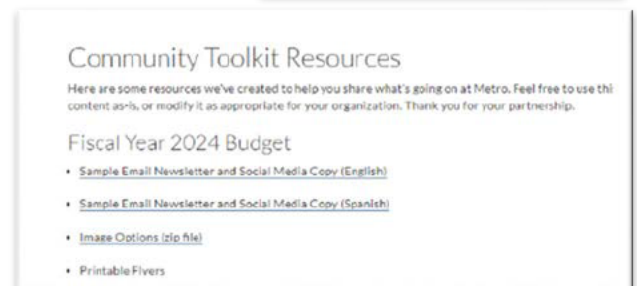 Community Toolkit Resources
Here are some resources we've created to help you share what's going on at Metro. Feel free to use thi
content as-is, or modify it as appropriate for your organization. Thank you for your partnership.
Fiscal Year 2024 Budget
• Sample Email Newsletter and Social Media Copy (English)
• Sample Email Newsletter and Social Media Copy (Spanish)
• Image Options (zip file)
• Printable Flyers